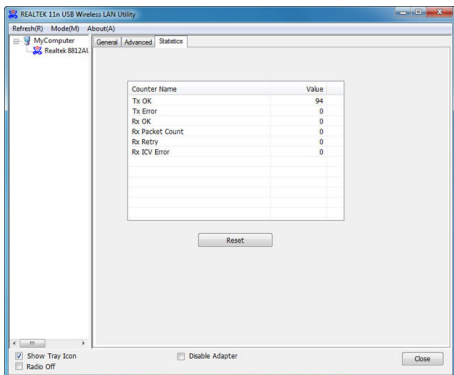 REALTEK 11n USB Wireless LAN Utility
Refresh(R) Mode(M) About(A)
MyComputer
Realtek 8812AU
General Advanced Statistics
Counter Name Value
Tx OK 94
Tx Error 0
Rx OK 0
Rx Packet Count 0
Rx Retry 0
Rx ICV Error 0
Reset
Show Tray Icon
Radio Off
Disable Adapter
Close